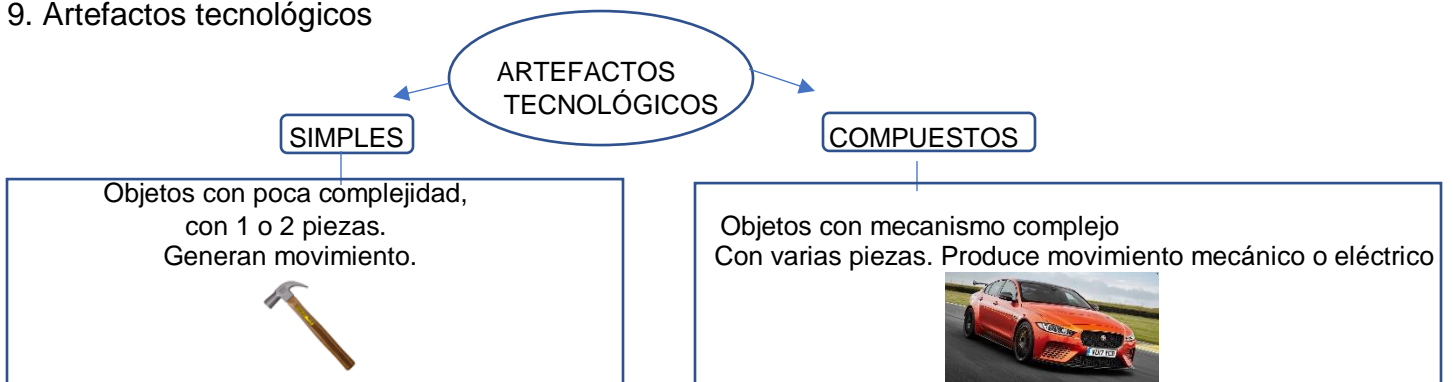 9. Artefactos tecnológicos
ARTEFACTOS
TECNOLÓGICOS
SIMPLES
COMPUESTOS
Objetos con poca complejidad,
con 1 o 2 piezas.
Generan movimiento.
Objetos con mecanismo complejo
Con varias piezas. Produce movimiento mecánico o eléctrico